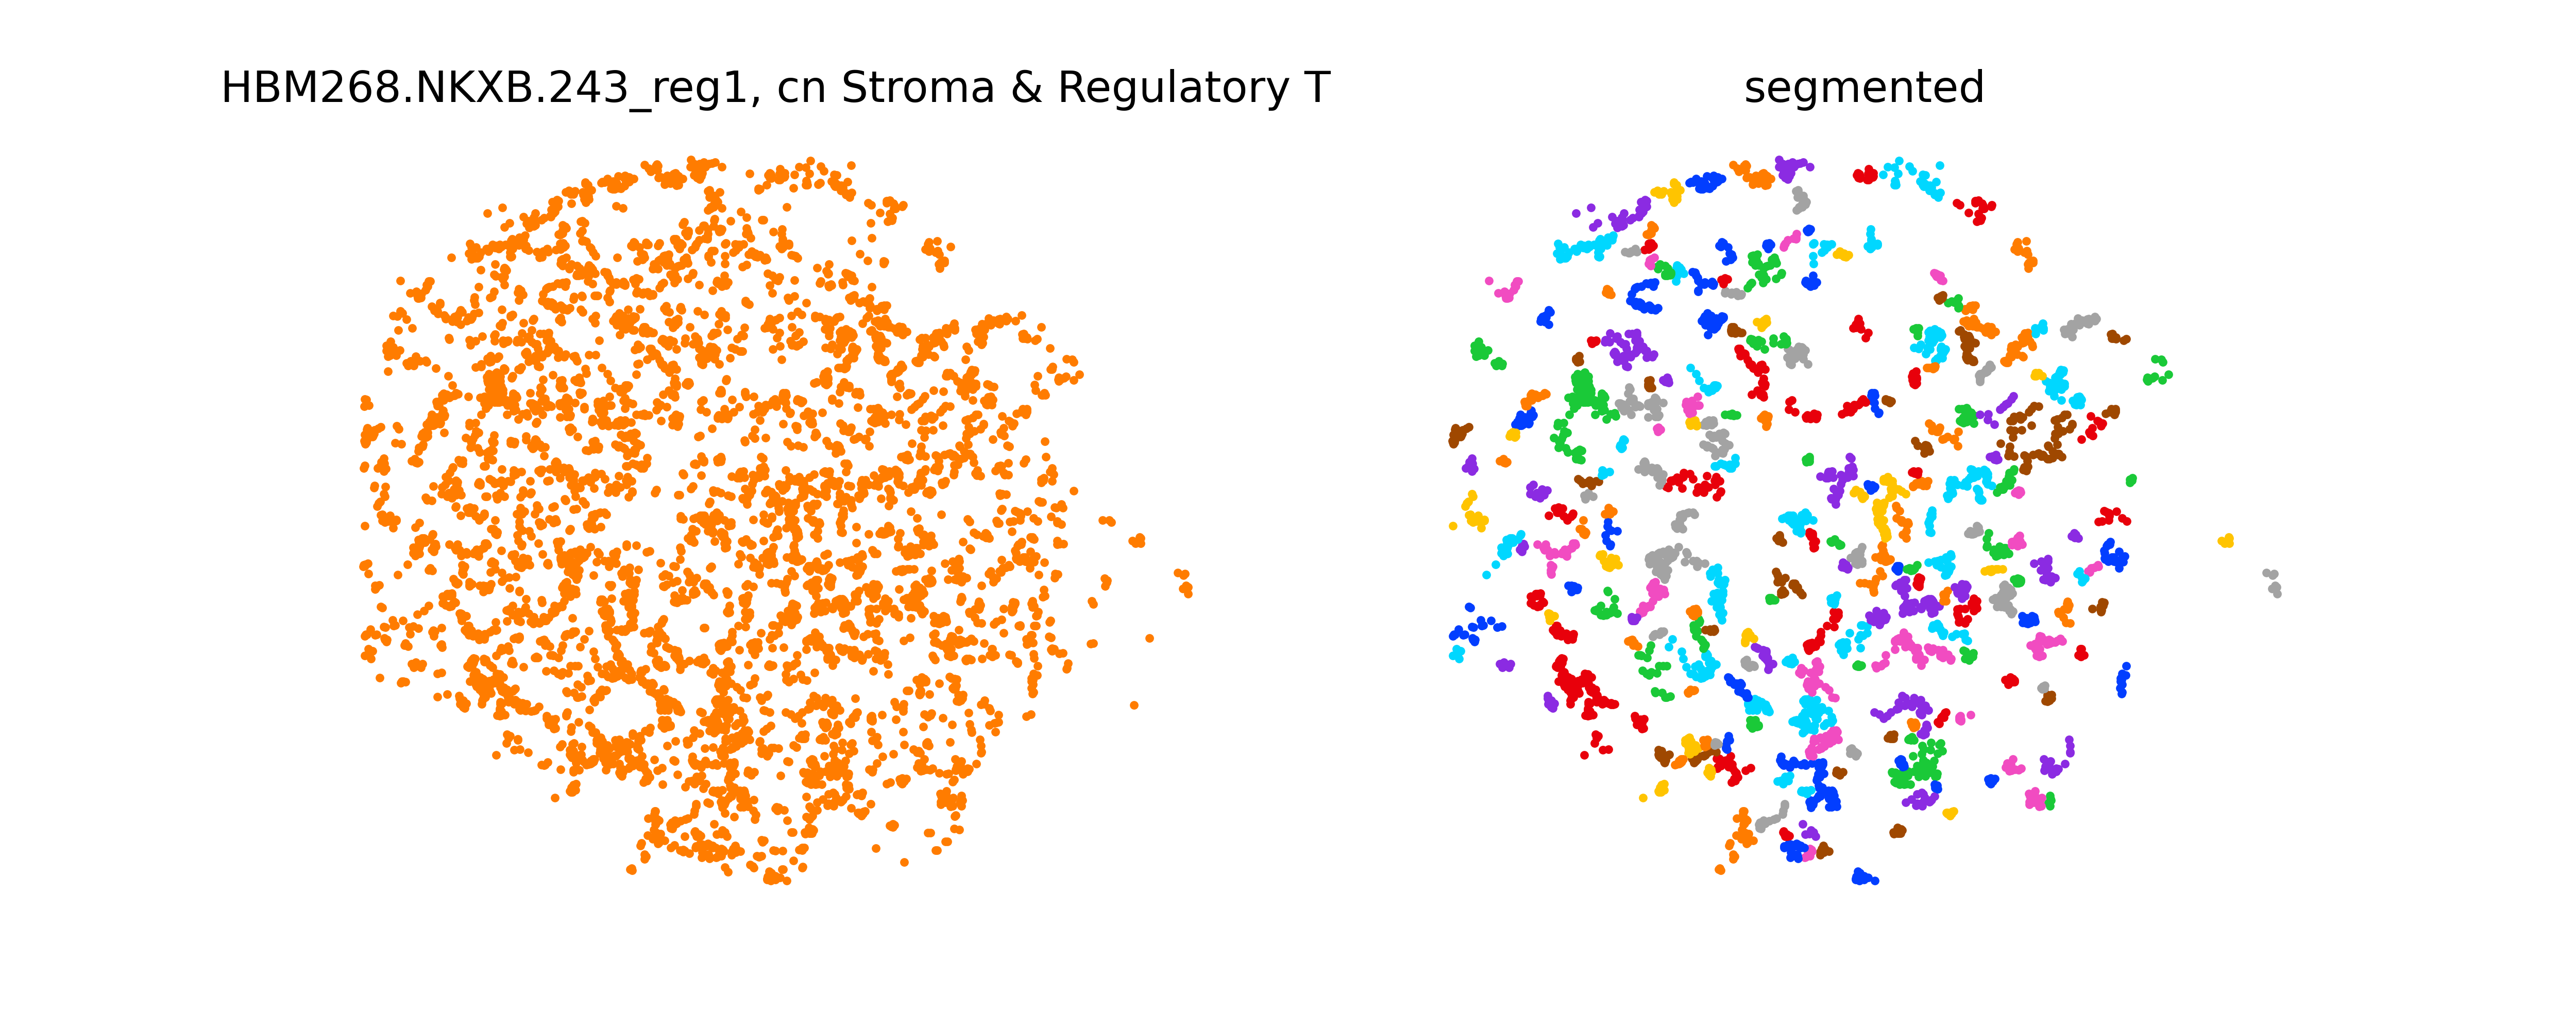 HBM268.NKXB.243_reg1, cn Stroma & Regulatory T
segmented